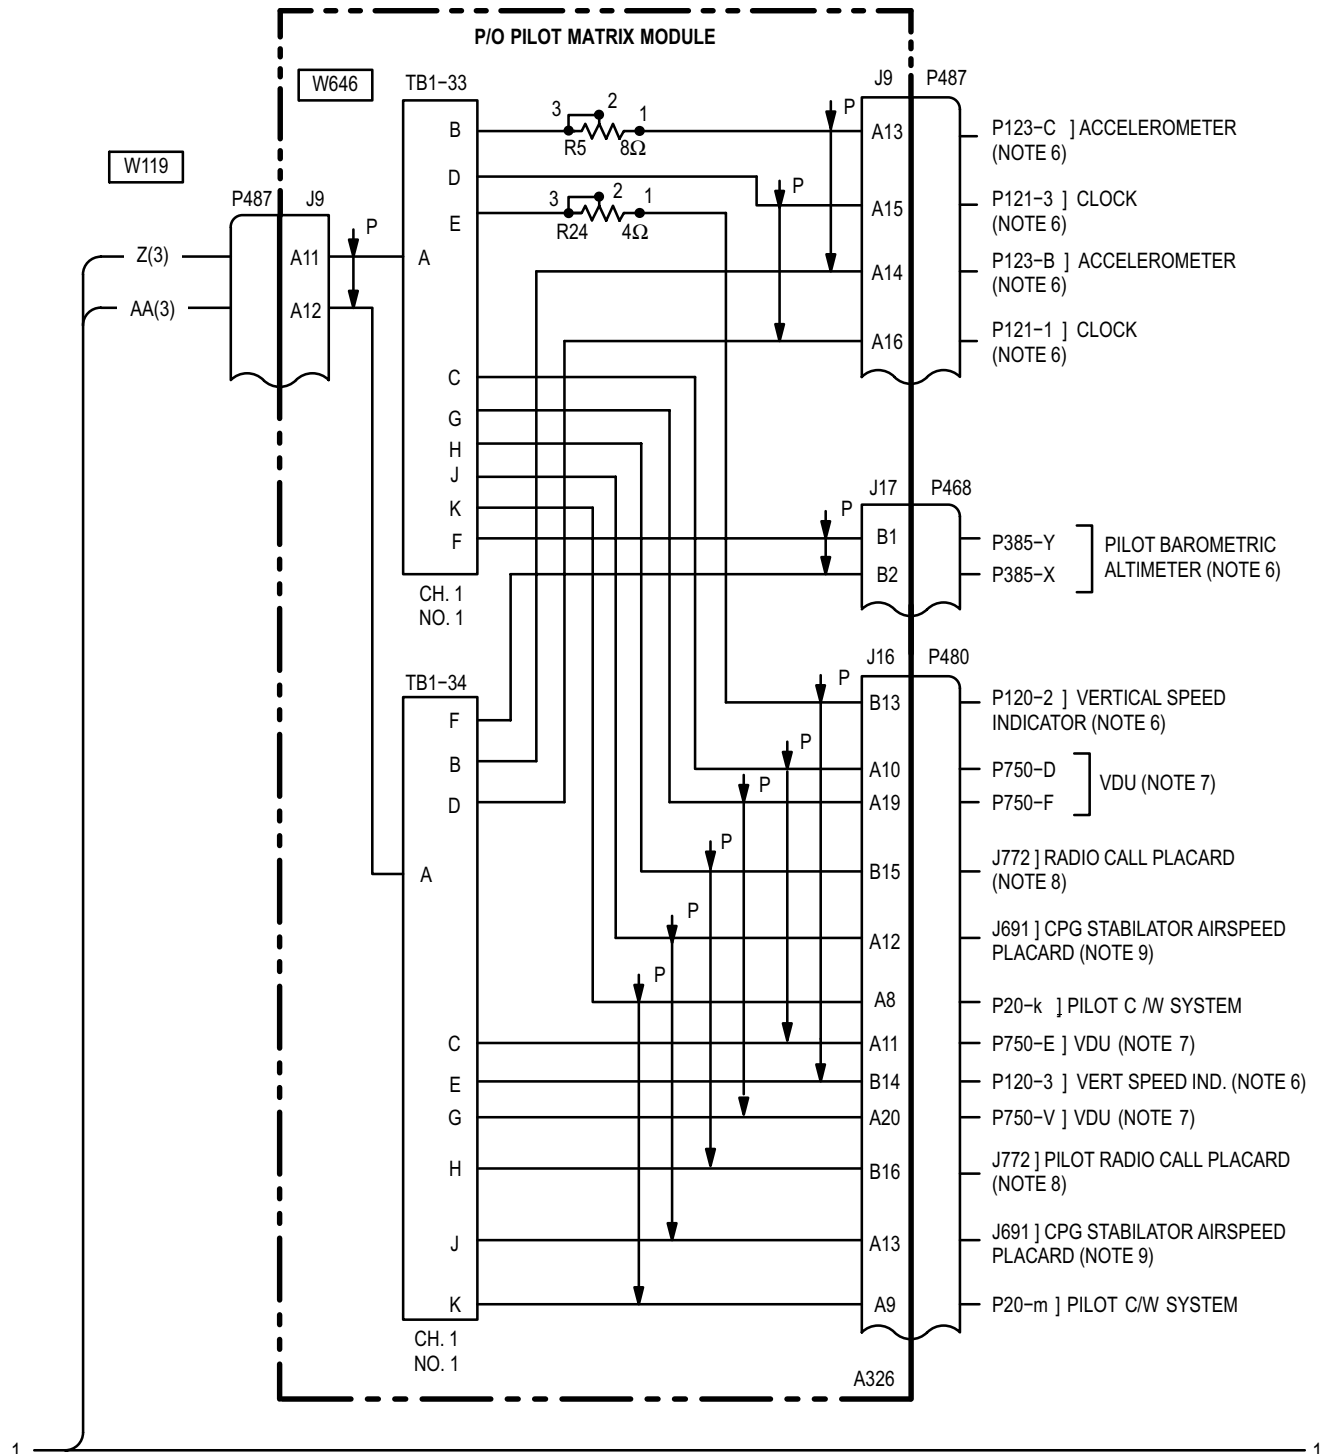 P/O PILOT MATRIX MODULE
W646
W119
P487 J9
Z(3)
A11
AA(3)
A12
P
TB1−33
A
B
D
E
C
G
H
J
K
F
CH. 1
NO. 1
3 2 1
R5 8Ω
3 2 1
R24 4Ω
TB1−34
F
B
D
A
C
E
G
H
J
K
CH. 1
NO. 1
J9 P487
P
A13
P123−C ] ACCELEROMETER
(NOTE 6)
P
A15
P121−3 ] CLOCK
(NOTE 6)
A14
P123−B ] ACCELEROMETER
(NOTE 6)
A16
P121−1 ] CLOCK
(NOTE 6)
J17 P468
P
B1
P385−Y
B2
P385−X
PILOT BAROMETRIC
ALTIMETER (NOTE 6)
J16 P480
P
B13
P120−2 ] VERTICAL SPEED
INDICATOR (NOTE 6)
P
A10
P750−D
P
A19
P750−F
VDU (NOTE 7)
P
B15
J772 ] RADIO CALL PLACARD
(NOTE 8)
P
A12
J691 ] CPG STABILATOR AIRSPEED
PLACARD (NOTE 9)
P
A8
P20−k ] PILOT C /W SYSTEM
A11
P750−E ] VDU (NOTE 7)
B14
P120−3 ] VERT SPEED IND. (NOTE 6)
A20
P750−V ] VDU (NOTE 7)
B16
J772 ] PILOT RADIO CALL PLACARD
(NOTE 8)
A13
J691 ] CPG STABILATOR AIRSPEED
PLACARD (NOTE 9)
A9
P20−m ] PILOT C/W SYSTEM
A326
1 1